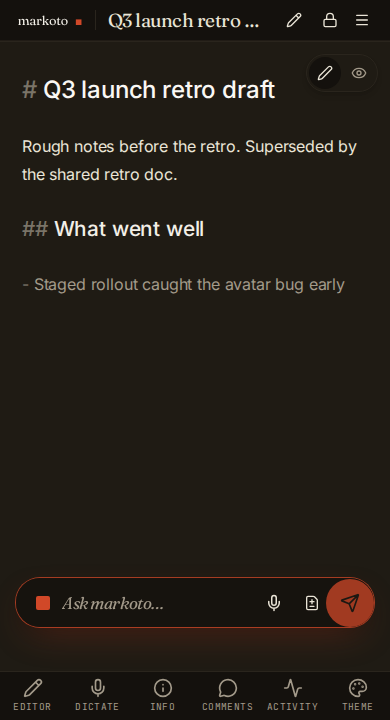 markoto
Q3 launch retro ...
# Q3 launch retro draft
Rough notes before the retro. Superseded by
the shared retro doc.
## What went well
- Staged rollout caught the avatar bug early
Ask markoto...
EDITOR
DICTATE
INFO
COMMENTS
ACTIVITY
THEME